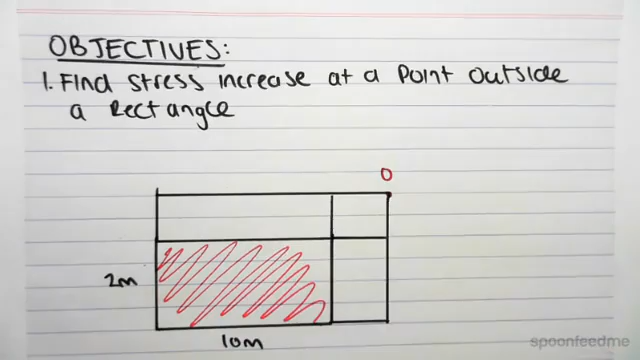 OBJECTIVES:
1. Find stress increase at a Point outside
a Rectangle
O
2m
10m
spoonfeedme